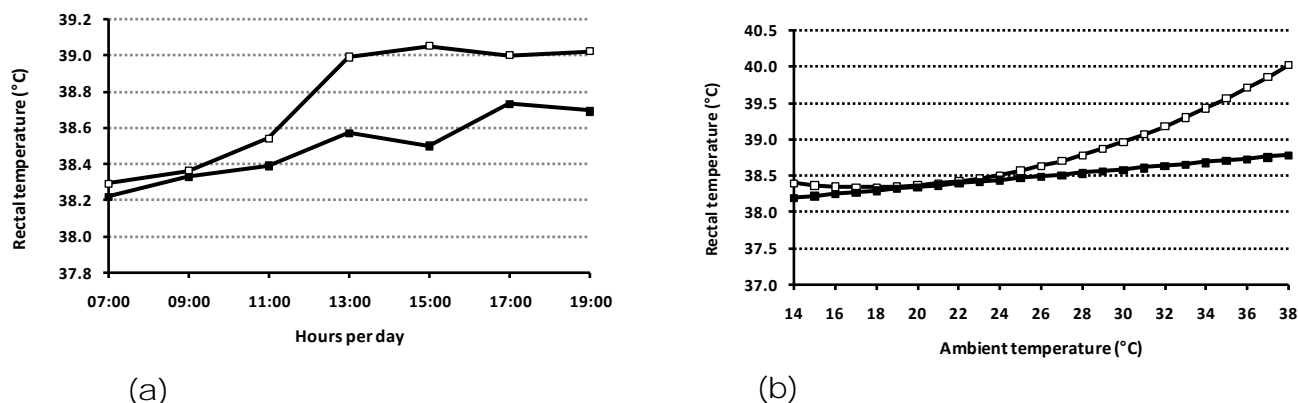 39.2
39.0
38.8
38.6
38.4
38.2
38.0
37.8
Rectal temperature (°C)
07:00 09:00 11:00 13:00 15:00 17:00 19:00
Hours per day
(a)
40.5
40.0
39.5
39.0
38.5
38.0
37.5
37.0
Rectal temperature (°C)
14 16 18 20 22 24 26 28 30 32 34 36 38
Ambient temperature (°C)
(b)